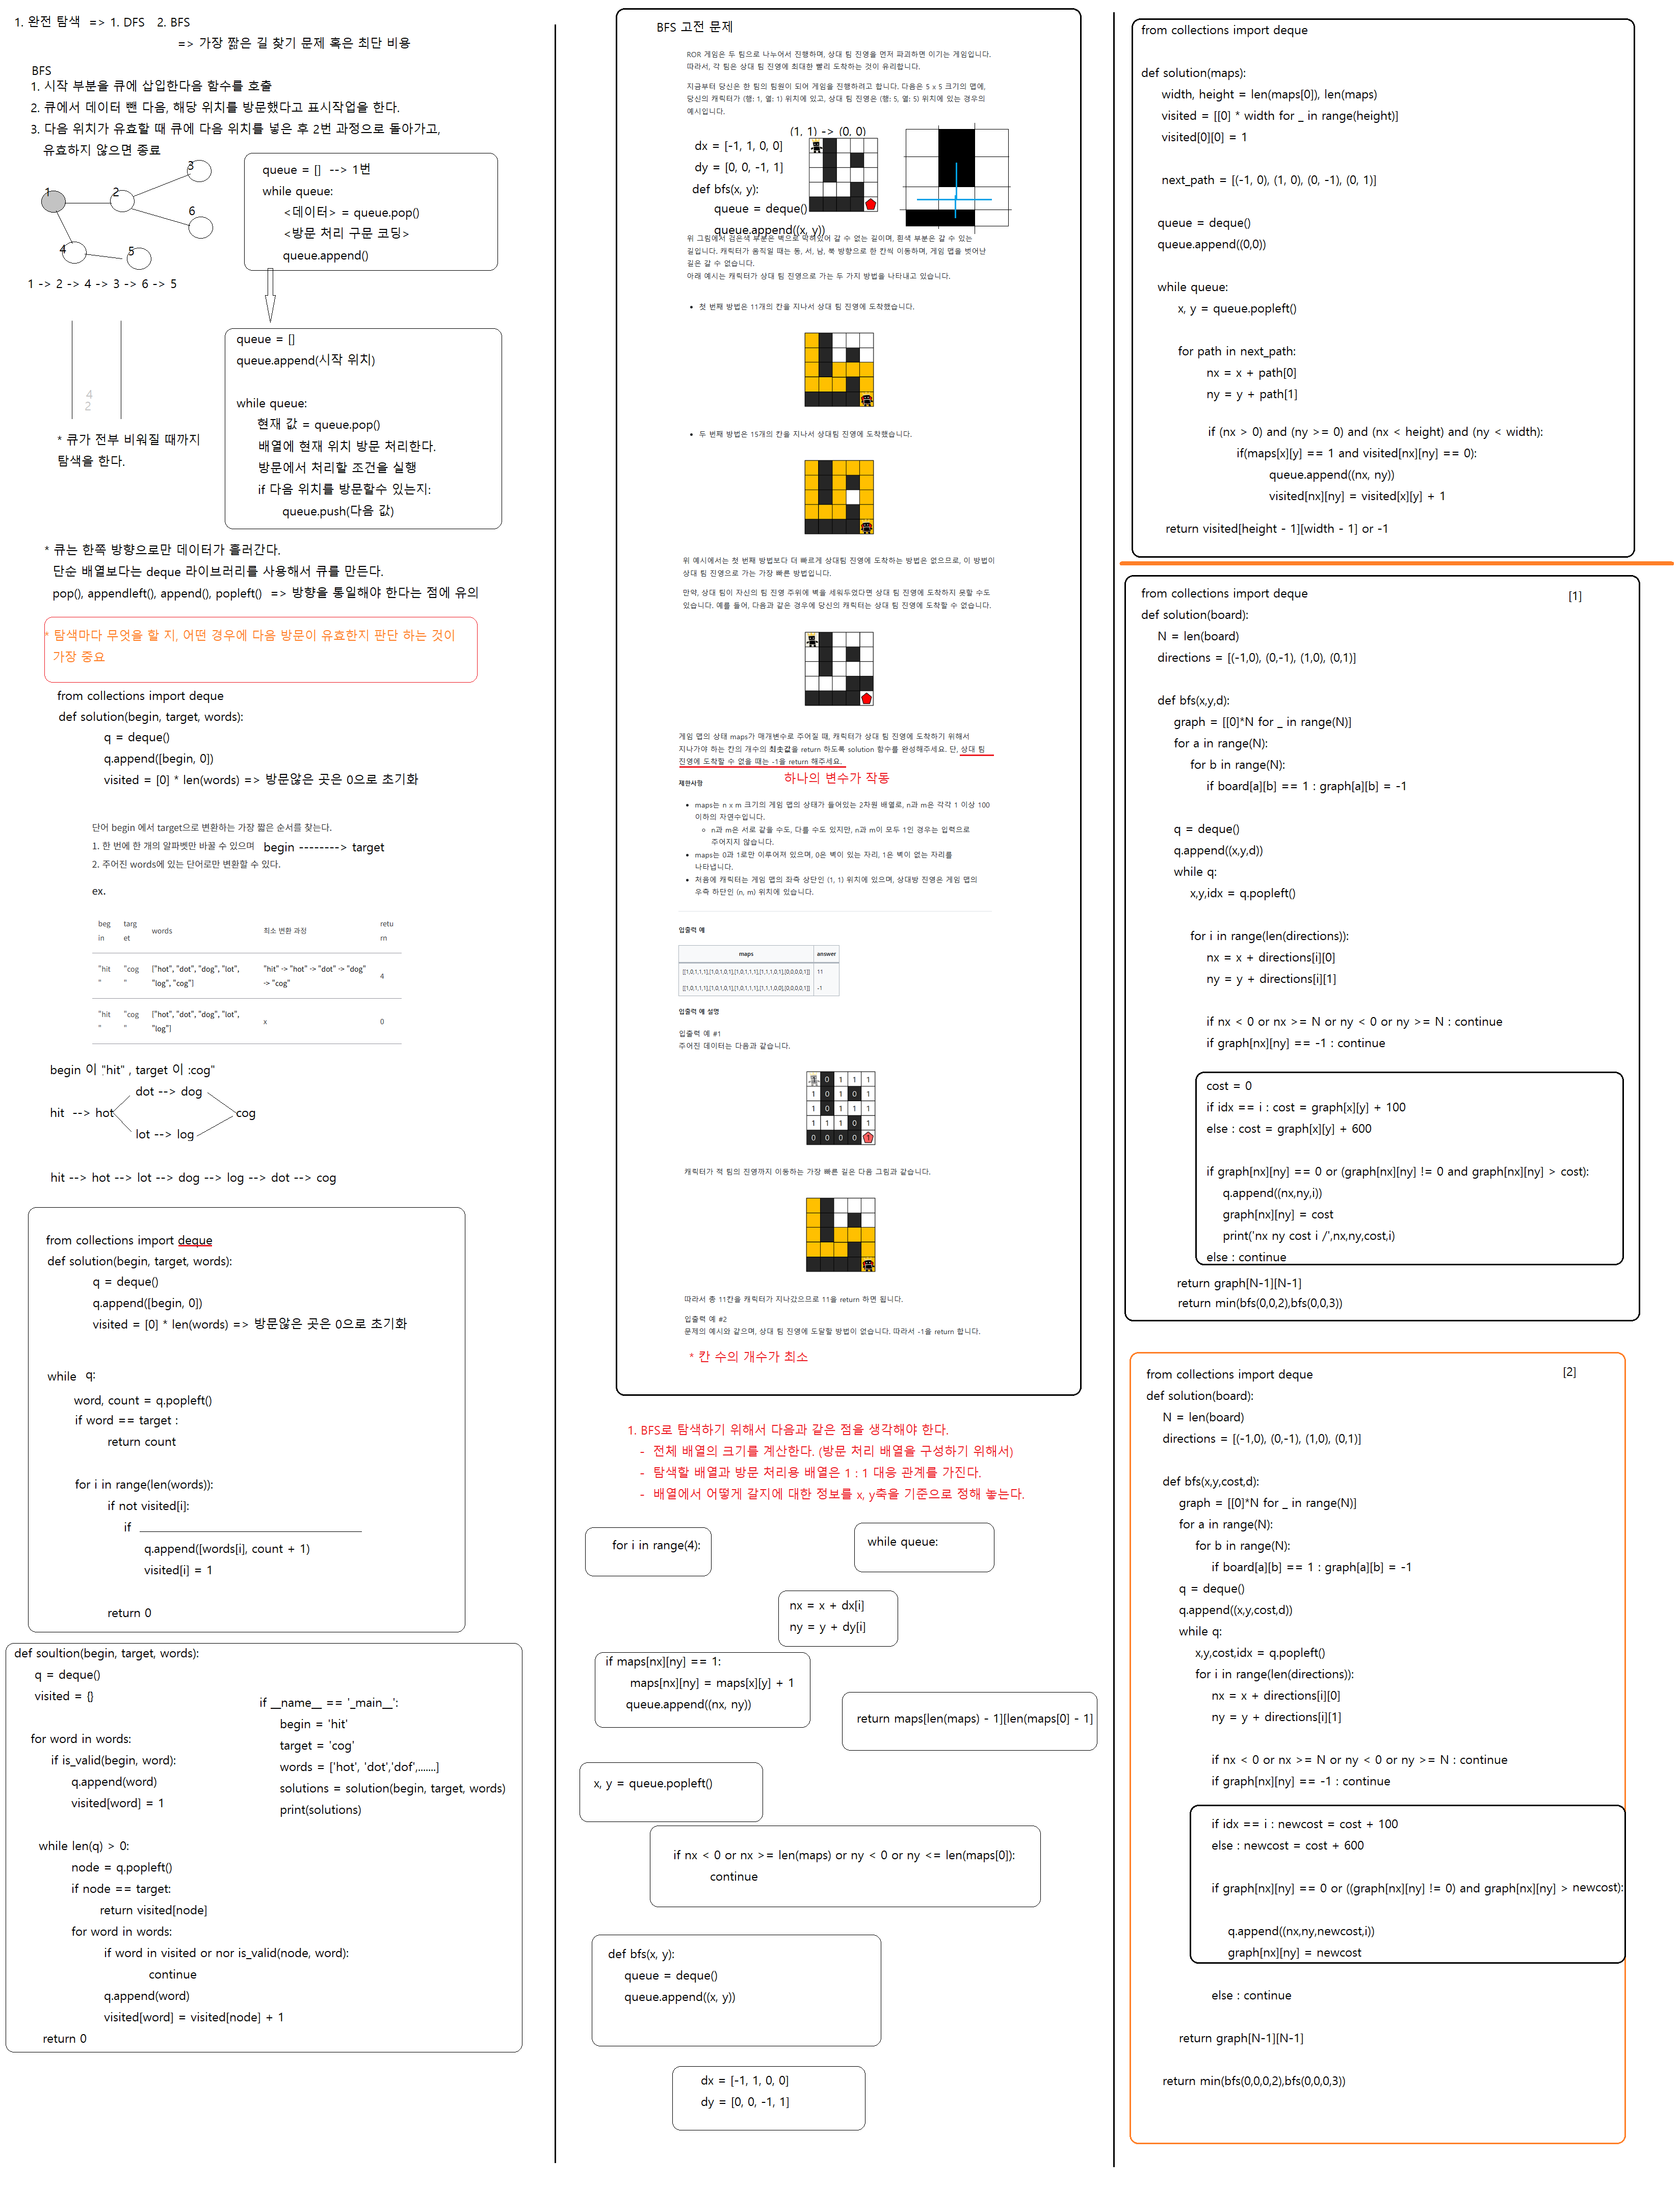 1. 완전 탐색  => 1. DFS   2. BFS
=> 가장 짧은 길 찾기 문제 혹은 최단 비용
BFS
1. 시작 부분을 큐에 삽입한다음 함수를 호출
2. 큐에서 데이터 뺀 다음, 해당 위치를 방문했다고 표시작업을 한다.
3. 다음 위치가 유효할 때 큐에 다음 위치를 넣은 후 2번 과정으로 돌아가고,
유효하지 않으면 종료
1
2
3
6
4
5
1 -> 2 -> 4 -> 3 -> 6 -> 5
queue = []  --> 1번
while queue:
<데이터> = queue.pop()
<방문 처리 구문 코딩>
queue.append()
4
2
* 큐가 전부 비워질 때까지
탐색을 한다.
queue = []
queue.append(시작 위치)
while queue:
현재 값 = queue.pop()
배열에 현재 위치 방문 처리한다.
방문에서 처리할 조건을 실행
if 다음 위치를 방문할수 있는지:
queue.push(다음 값)
* 큐는 한쪽 방향으로만 데이터가 흘러간다.
단순 배열보다는 deque 라이브러리를 사용해서 큐를 만든다.
pop(), appendleft(), append(), popleft()  => 방향을 통일해야 한다는 점에 유의
* 탐색마다 무엇을 할 지, 어떤 경우에 다음 방문이 유효한지 판단 하는 것이
가장 중요
from collections import deque
def solution(begin, target, words):
q = deque()
q.append([begin, 0])
visited = [0] * len(words) => 방문않은 곳은 0으로 초기화
단어 begin 에서 target으로 변환하는 가장 짧은 순서를 찾는다.
1. 한 번에 한 개의 알파벳만 바꿀 수 있으며   begin --------> target
2. 주어진 words에 있는 단어로만 변환할 수 있다.
ex.
beg targ words 최소 변환 과정 retu
in et rn
"hit "cog ["hot", "dot", "dog", "lot", "hit" -> "hot" -> "dot" -> "dog" 4
" " "log", "cog"] -> "cog"
"hit "cog ["hot", "dot", "dog", "lot", x 0
" " "log"]
begin 이 "hit" , target 이 :cog"
dot --> dog
hit  --> hot cog
lot --> log
hit --> hot --> lot --> dog --> log --> dot --> cog
from collections import deque
def solution(begin, target, words):
q = deque()
q.append([begin, 0])
visited = [0] * len(words) => 방문않은 곳은 0으로 초기화
while  q:
word, count = q.popleft()
if word == target :
return count
for i in range(len(words)):
if not visited[i]:
if
q.append([words[i], count + 1)
visited[i] = 1
return 0
def soultion(begin, target, words):
q = deque()
visited = {}
for word in words:
if is_valid(begin, word):
q.append(word)
visited[word] = 1
while len(q) > 0:
node = q.popleft()
if node == target:
return visited[node]
for word in words:
if word in visited or nor is_valid(node, word):
continue
q.append(word)
visited[word] = visited[node] + 1
return 0
if __name__ == '_main__':
begin = 'hit'
target = 'cog'
words = ['hot', 'dot','dof',.......]
solutions = solution(begin, target, words)
print(solutions)
BFS 고전 문제
ROR 게임은 두 팀으로 나누어서 진행하며, 상대 팀 진영을 먼저 파괴하면 이기는 게임입니다.
따라서, 각 팀은 상대 팀 진영에 최대한 빨리 도착하는 것이 유리합니다.
지금부터 당신은 한 팀의 팀원이 되어 게임을 진행하려고 합니다. 다음은 5 x 5 크기의 맵에,
당신의 캐릭터가 (행: 1, 열: 1) 위치에 있고, 상대 팀 진영은 (행: 5, 열: 5) 위치에 있는 경우의
예시입니다.
(1, 1) -> (0, 0)
dx = [-1, 1, 0, 0]
dy = [0, 0, -1, 1]
def bfs(x, y):
queue = deque()
queue.append((x, y))
위 그림에서 검은색 부분은 벽으로 막혀있어 갈 수 없는 길이며, 흰색 부분은 갈 수 있는
길입니다. 캐릭터가 움직일 때는 동, 서, 남, 북 방향으로 한 칸씩 이동하며, 게임 맵을 벗어난
길은 갈 수 없습니다.
아래 예시는 캐릭터가 상대 팀 진영으로 가는 두 가지 방법을 나타내고 있습니다.
• 첫 번째 방법은 11개의 칸을 지나서 상대 팀 진영에 도착했습니다.
• 두 번째 방법은 15개의 칸을 지나서 상대팀 진영에 도착했습니다.
위 예시에서는 첫 번째 방법보다 더 빠르게 상대팀 진영에 도착하는 방법은 없으므로, 이 방법이
상대 팀 진영으로 가는 가장 빠른 방법입니다.
만약, 상대 팀이 자신의 팀 진영 주위에 벽을 세워두었다면 상대 팀 진영에 도착하지 못할 수도
있습니다. 예를 들어, 다음과 같은 경우에 당신의 캐릭터는 상대 팀 진영에 도착할 수 없습니다.
게임 맵의 상태 maps가 매개변수로 주어질 때, 캐릭터가 상대 팀 진영에 도착하기 위해서
지나가야 하는 칸의 개수의 최솟값을 return 하도록 solution 함수를 완성해주세요. 단, 상대 팀
진영에 도착할 수 없을 때는 -1을 return 해주세요.
하나의 변수가 작동
제한사항
• maps는 n x m 크기의 게임 맵의 상태가 들어있는 2차원 배열로, n과 m은 각각 1 이상 100
이하의 자연수입니다.
◦ n과 m은 서로 같을 수도, 다를 수도 있지만, n과 m이 모두 1인 경우는 입력으로
주어지지 않습니다.
• maps는 0과 1로만 이루어져 있으며, 0은 벽이 있는 자리, 1은 벽이 없는 자리를
나타냅니다.
• 처음에 캐릭터는 게임 맵의 좌측 상단인 (1, 1) 위치에 있으며, 상대방 진영은 게임 맵의
우측 하단인 (n, m) 위치에 있습니다.
입출력 예
maps answer
[[1,0,1,1,1],[1,0,1,0,1],[1,0,1,1,1],[1,1,1,0,1],[0,0,0,0,1]] 11
[[1,0,1,1,1],[1,0,1,0,1],[1,0,1,1,1],[1,1,1,0,0],[0,0,0,0,1]] -1
입출력 예 설명
입출력 예 #1
주어진 데이터는 다음과 같습니다.
0 1 1 1
1 0 1 0 1
1 0 1 1 1
1 1 1 0 1
0 0 0 0 1
캐릭터가 적 팀의 진영까지 이동하는 가장 빠른 길은 다음 그림과 같습니다.
따라서 총 11칸을 캐릭터가 지나갔으므로 11을 return 하면 됩니다.
입출력 예 #2
문제의 예시와 같으며, 상대 팀 진영에 도달할 방법이 없습니다. 따라서 -1을 return 합니다.
* 칸 수의 개수가 최소
1. BFS로 탐색하기 위해서 다음과 같은 점을 생각해야 한다.
-  전체 배열의 크기를 계산한다. (방문 처리 배열을 구성하기 위해서)
-  탐색할 배열과 방문 처리용 배열은 1 : 1 대응 관계를 가진다.
-  배열에서 어떻게 갈지에 대한 정보를 x, y축을 기준으로 정해 놓는다.
for i in range(4):
while queue:
nx = x + dx[i]
ny = y + dy[i]
if maps[nx][ny] == 1:
maps[nx][ny] = maps[x][y] + 1
queue.append((nx, ny))
return maps[len(maps) - 1][len(maps[0] - 1]
x, y = queue.popleft()
if nx < 0 or nx >= len(maps) or ny < 0 or ny <= len(maps[0]):
continue
def bfs(x, y):
queue = deque()
queue.append((x, y))
dx = [-1, 1, 0, 0]
dy = [0, 0, -1, 1]
from collections import deque
def solution(maps):
width, height = len(maps[0]), len(maps)
visited = [[0] * width for _ in range(height)]
visited[0][0] = 1
next_path = [(-1, 0), (1, 0), (0, -1), (0, 1)]
queue = deque()
queue.append((0,0))
while queue:
x, y = queue.popleft()
for path in next_path:
nx = x + path[0]
ny = y + path[1]
if (nx > 0) and (ny >= 0) and (nx < height) and (ny < width):
if(maps[x][y] == 1 and visited[nx][ny] == 0):
queue.append((nx, ny))
visited[nx][ny] = visited[x][y] + 1
return visited[height - 1][width - 1] or -1
from collections import deque
[1]
def solution(board):
N = len(board)
directions = [(-1,0), (0,-1), (1,0), (0,1)]
def bfs(x,y,d):
graph = [[0]*N for _ in range(N)]
for a in range(N):
for b in range(N):
if board[a][b] == 1 : graph[a][b] = -1
q = deque()
q.append((x,y,d))
while q:
x,y,idx = q.popleft()
for i in range(len(directions)):
nx = x + directions[i][0]
ny = y + directions[i][1]
if nx < 0 or nx >= N or ny < 0 or ny >= N : continue
if graph[nx][ny] == -1 : continue
cost = 0
if idx == i : cost = graph[x][y] + 100
else : cost = graph[x][y] + 600
if graph[nx][ny] == 0 or (graph[nx][ny] != 0 and graph[nx][ny] > cost):
q.append((nx,ny,i))
graph[nx][ny] = cost
print('nx ny cost i /',nx,ny,cost,i)
else : continue
return graph[N-1][N-1]
return min(bfs(0,0,2),bfs(0,0,3))
from collections import deque
[2]
def solution(board):
N = len(board)
directions = [(-1,0), (0,-1), (1,0), (0,1)]
def bfs(x,y,cost,d):
graph = [[0]*N for _ in range(N)]
for a in range(N):
for b in range(N):
if board[a][b] == 1 : graph[a][b] = -1
q = deque()
q.append((x,y,cost,d))
while q:
x,y,cost,idx = q.popleft()
for i in range(len(directions)):
nx = x + directions[i][0]
ny = y + directions[i][1]
if nx < 0 or nx >= N or ny < 0 or ny >= N : continue
if graph[nx][ny] == -1 : continue
if idx == i : newcost = cost + 100
else : newcost = cost + 600
if graph[nx][ny] == 0 or ((graph[nx][ny] != 0) and graph[nx][ny] > newcost):
q.append((nx,ny,newcost,i))
graph[nx][ny] = newcost
else : continue
return graph[N-1][N-1]
return min(bfs(0,0,0,2),bfs(0,0,0,3))